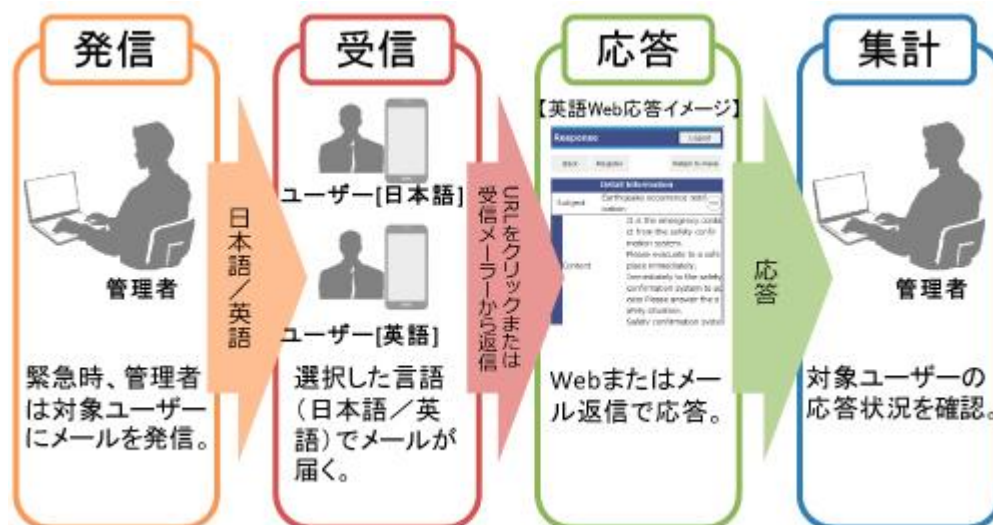 発信
管理者
緊急時、管理者
は対象ユーザー
にメールを発信。
日本語／英語
受信
ユーザー[日本語]
ユーザー[英語]
選択した言語
（日本語／英
語）でメールが
届く。
URLをクリックまたは
受信メーラーから返信
応答
【英語Web応答イメージ】
Response
Logout
Back
Register
Detail Information
Subject
Earthquake occurrence noti
Content
It is the emergency conta
ct from the safety confir
mation system.
Please evacuate to a safe
place immediately.
Immediately to the safety
confirmation system to ac
cess Please answer the s
afety situation.
Safety confirmation syste
Webまたはメー
ル返信で応答。
応答
集計
管理者
対象ユーザーの
応答状況を確認。